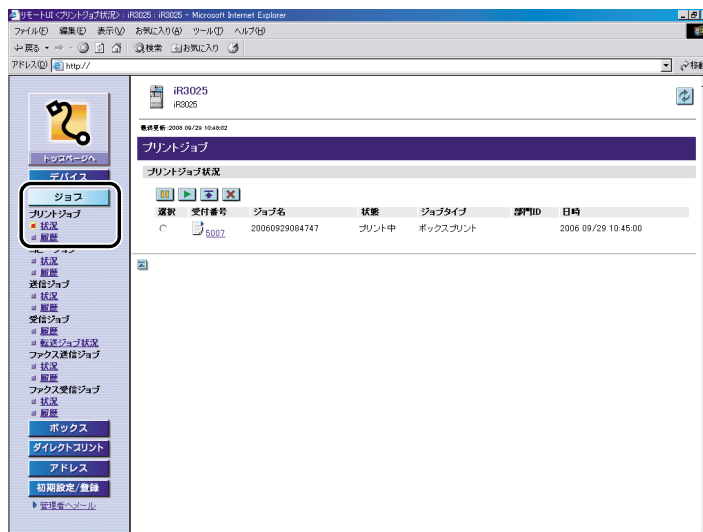 リモートUI <プリントジョブ状況> : iR3025 : iR3025 - Microsoft Internet Explorer
ファイル(F) 編集(E) 表示(V) お気に入り(A) ツール(T) ヘルプ(H)
戻る 検索 お気に入り
アドレス(D) http:// 移動
iR3025
iR3025
最終更新 :2008 09/29 10:48:02
プリントジョブ
プリントジョブ状況
選択 受付番号 ジョブ名 状態 ジョブタイプ 部門ID 日時
5007 20060929084747 プリント中 ボックスプリント 2006 09/29 10:45:00
トップページへ
デバイス
ジョブ
プリントジョブ
状況
履歴
状況
履歴
送信ジョブ
状況
履歴
受信ジョブ
履歴
転送ジョブ状況
ファクス送信ジョブ
状況
履歴
ファクス受信ジョブ
状況
履歴
ボックス
ダイレクトプリント
アドレス
初期設定/登録
管理者へメール